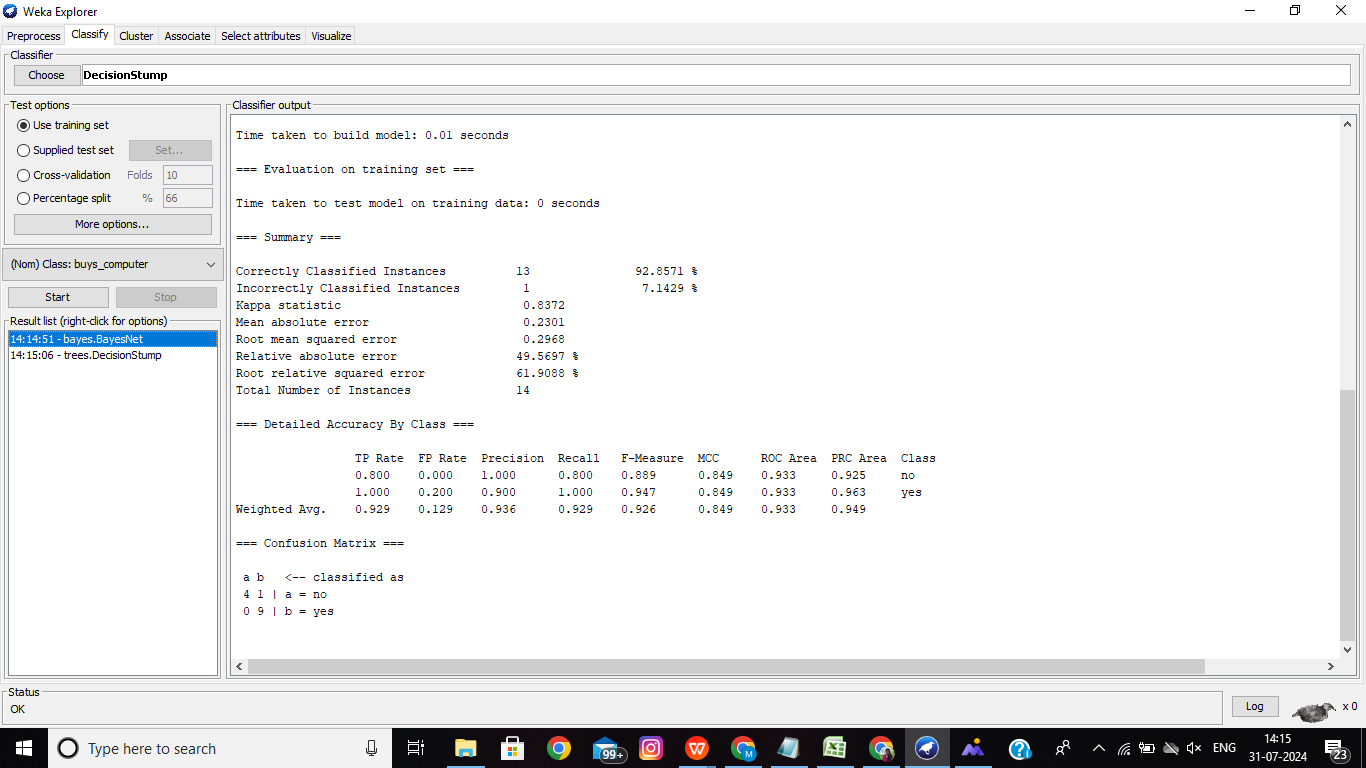 Weka Explorer
Preprocess Classify Cluster Associate Select attributes Visualize
Classifier
Choose DecisionStump
Test options
Use training set
Supplied test set Set...
Cross-validation Folds 10
Percentage split % 66
More options...
(Nom) Class: buys_computer
Start Stop
Result list (right-click for options)
14:14:51 - bayes.BayesNet
14:15:06 - trees.DecisionStump
Classifier output
Time taken to build model: 0.01 seconds
=== Evaluation on training set ===
Time taken to test model on training data: 0 seconds
=== Summary ===
Correctly Classified Instances 13 92.8571 %
Incorrectly Classified Instances 1 7.1429 %
Kappa statistic 0.8372
Mean absolute error 0.2301
Root mean squared error 0.2968
Relative absolute error 49.5697 %
Root relative squared error 61.9088 %
Total Number of Instances 14
=== Detailed Accuracy By Class ===
TP Rate FP Rate Precision Recall F-Measure MCC ROC Area PRC Area Class
0.800 0.000 1.000 0.800 0.889 0.849 0.933 0.925 no
1.000 0.200 0.900 1.000 0.947 0.849 0.933 0.963 yes
Weighted Avg. 0.929 0.129 0.936 0.929 0.926 0.849 0.933 0.949
=== Confusion Matrix ===
a b <-- classified as
4 1 | a = no
0 9 | b = yes
Status
OK
Log
x 0
Type here to search
99+
W
M
?
ENG
14:15
31-07-2024
23